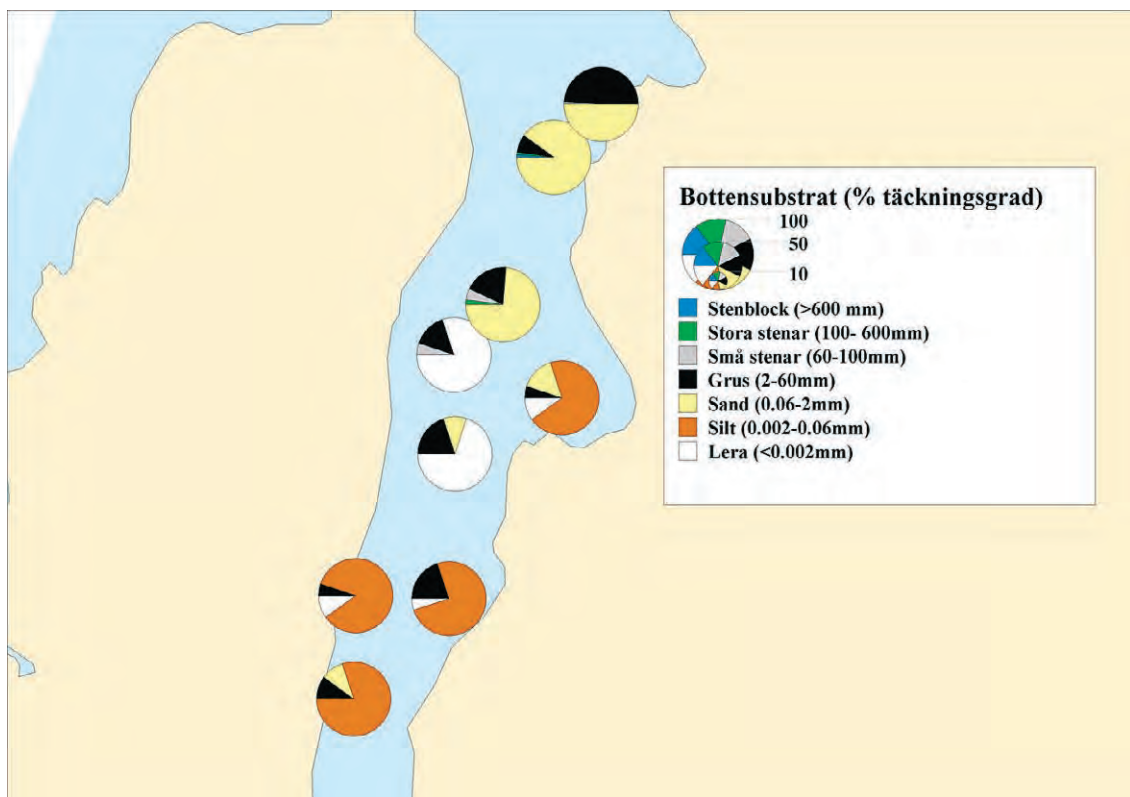 Bottensubstrat (% täckningsgrad)
100
50
10
Stenblock (>600 mm)
Stora stenar (100- 600mm)
Små stenar (60-100mm)
Grus (2-60mm)
Sand (0.06-2mm)
Silt (0.002-0.06mm)
Lera (<0.002mm)